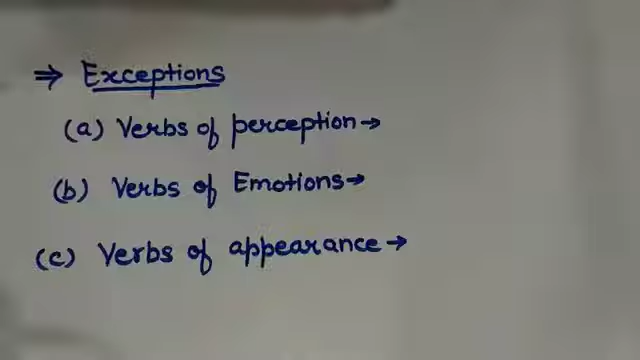 ⇒ Exceptions
(a) Verbs of perception→
(b) Verbs of Emotions→
(c) Verbs of appearance→